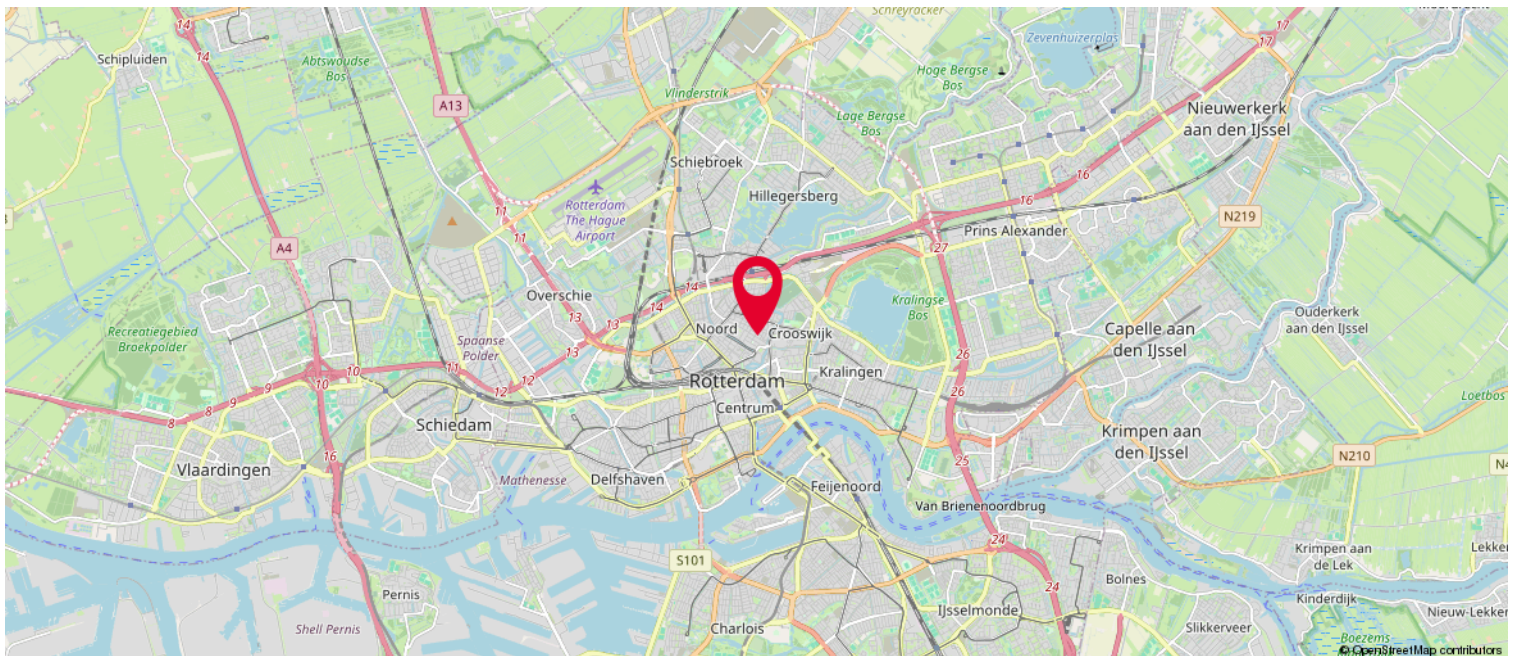 Schreyracker
17
14
Schipluiden
14
Abtswoudse
Bos
Zevenhuizerplas
17
Hoge Bergse
Bos
A13
Vlinderstrik
Lage Bergse
Bos
Nieuwerkerk
aan den IJssel
Schiebroek
16
Hillegersberg
16
Rotterdam
The Hague
Airport
11
N219
Prins Alexander
11
A4
27
14
Overschie
14
Kralingse
Bos
13
13
Ouderkerk
aan den IJssel
Recreatiegebied
Broekpolder
Noord
Crooswijk
Capelle aan
den IJssel
Spaanse
Polder
13
26
10
10
11
12
Kralingen
9
12
Rotterdam
9
26
8
Centrum
8
Loetbos
Schiedam
Krimpen aan
den IJssel
16
N210
25
N4
Vlaardingen
Mathenesse
Delfshaven
Feijenoord
Van Brienenoordbrug
24
S101
Krimpen aan
de Lek
Lekker
24
Bolnes
Pernis
Kinderdijk
IJsselmonde
Nieuw-Lekker
Shell Pernis
Charlois
Slikkerveer
Boezems
© OpenStreetMap contributors